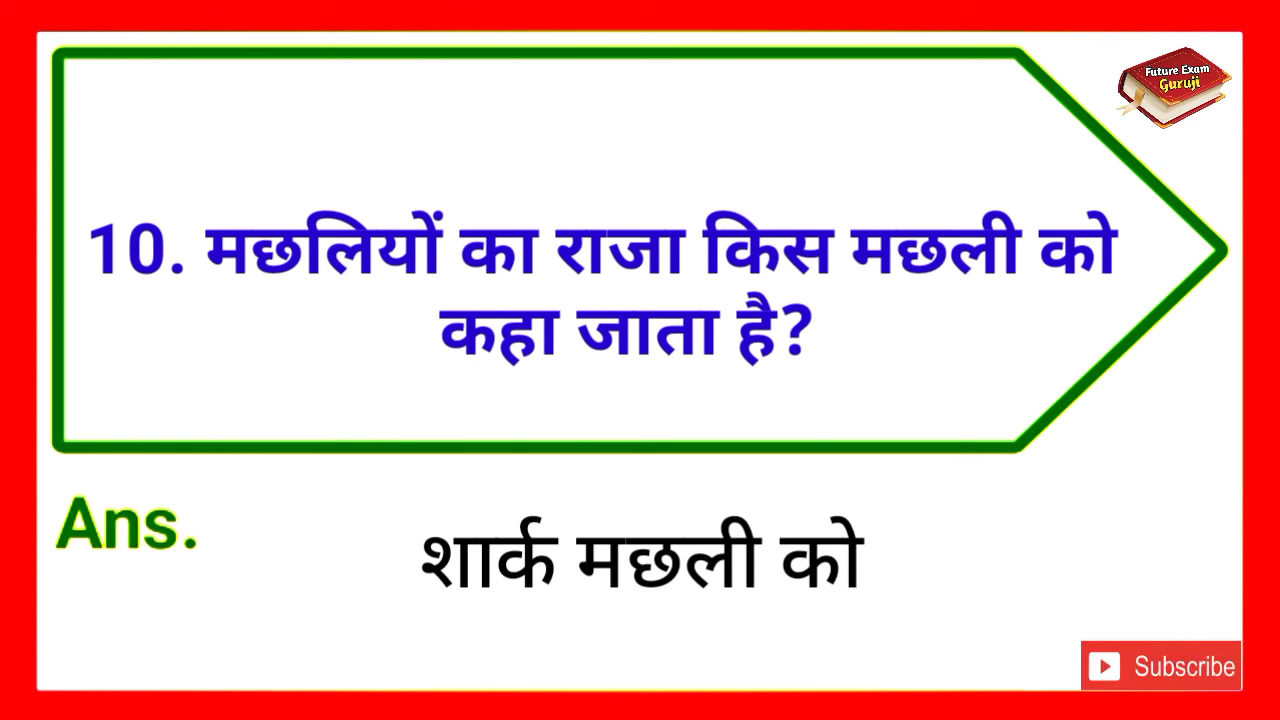 Future Exam
Guruji
10. मछलियों का राजा किस मछली को
कहा जाता है?
Ans.
शार्क मछली को
Subscribe